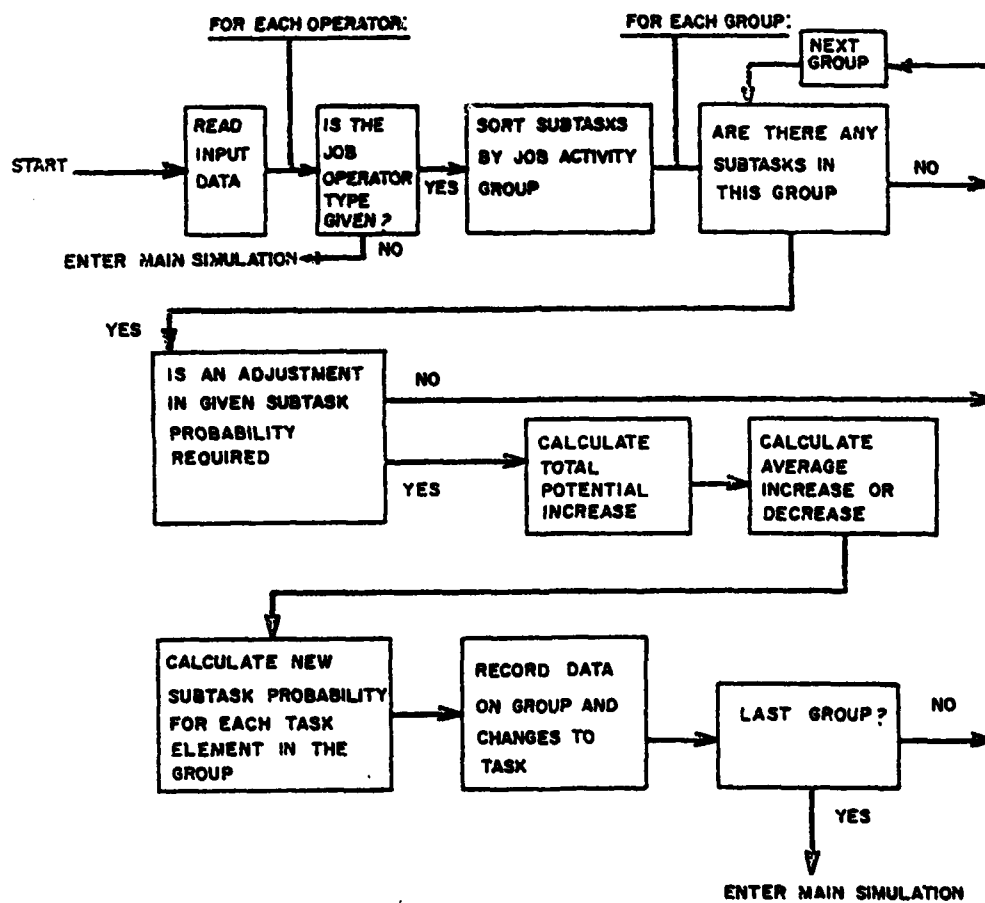 FOR EACH OPERATOR:
FOR EACH GROUP:
NEXT
GROUP
START
READ
INPUT
DATA
IS THE
JOB
OPERATOR
TYPE
GIVEN?
YES
SORT SUBTASKS
BY JOB ACTIVITY
GROUP
ARE THERE ANY
SUBTASKS IN
THIS GROUP
NO
NO
ENTER MAIN SIMULATION
YES
IS AN ADJUSTMENT
IN GIVEN SUBTASK
PROBABILITY
REQUIRED
NO
YES
CALCULATE
TOTAL
POTENTIAL
INCREASE
CALCULATE
AVERAGE
INCREASE OR
DECREASE
CALCULATE NEW
SUBTASK PROBABILITY
FOR EACH TASK
ELEMENT IN THE
GROUP
RECORD DATA
ON GROUP AND
CHANGES TO
TASK
LAST GROUP?
NO
YES
ENTER MAIN SIMULATION